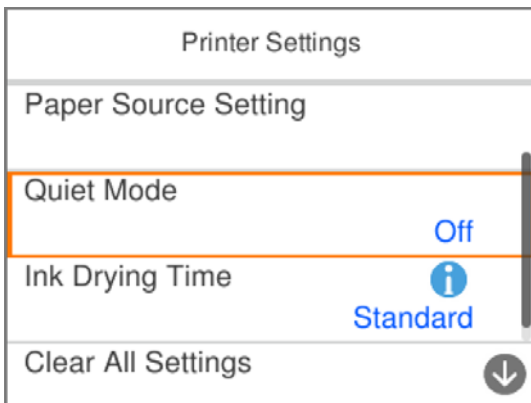 Printer Settings
Paper Source Setting
Quiet Mode
Off
Ink Drying Time
Standard
Clear All Settings